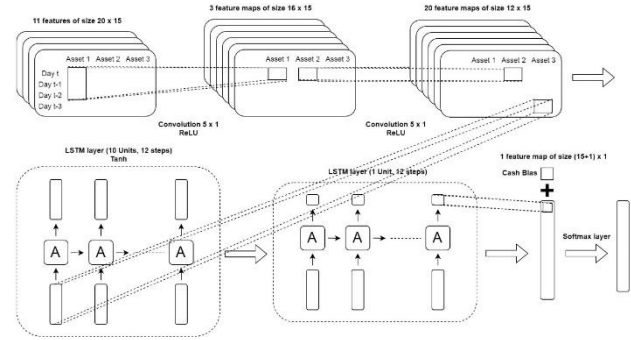 11 features of size 20 x 15
3 feature maps of size 16 x 15
20 feature maps of size 12 x 15
Asset 1 Asset 2 Asset 3
Day t
Day t-1
Day t-2
Day t-3
Asset 1 Asset 2 Asset 3
Asset 1 Asset 2 Asset 3
Convolution 5 x 1
ReLU
Convolution 5 x 1
ReLU
LSTM layer (10 Units, 12 steps)
Tanh
A A A
LSTM layer (1 Unit, 12 steps)
A A A
1 feature map of size (15+1) x 1
Cash Bias
+
Softmax layer